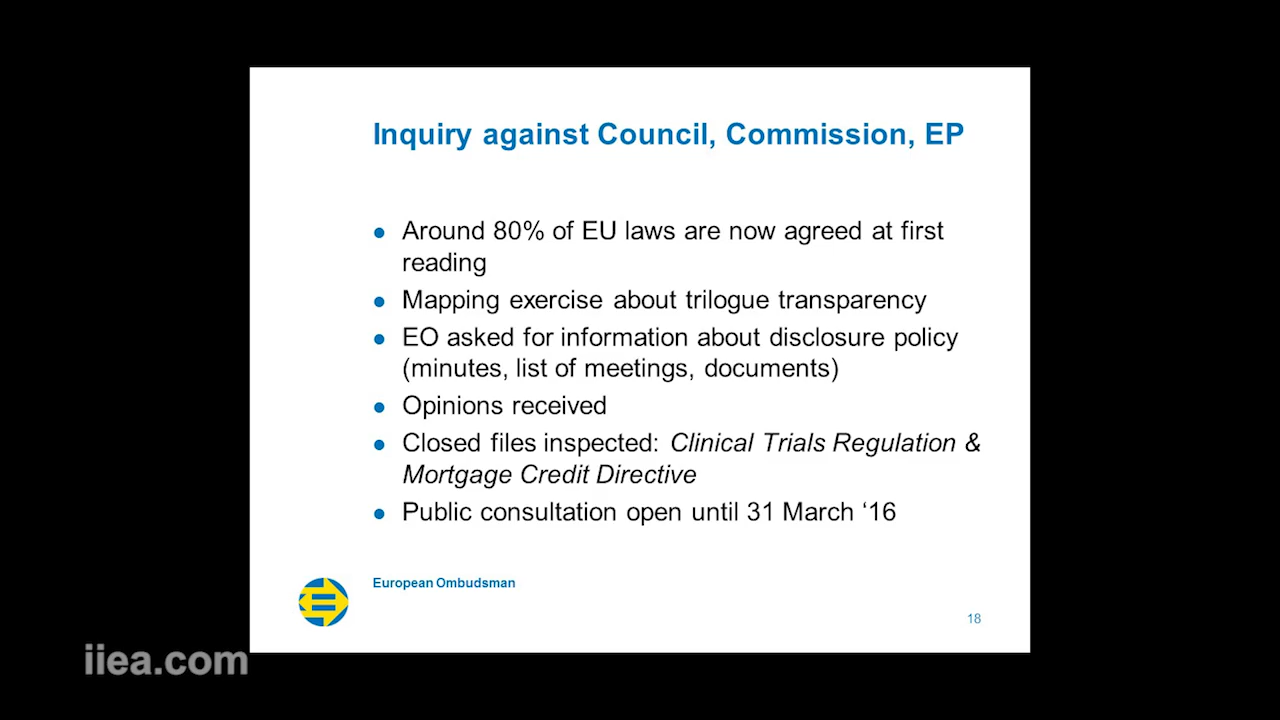 Inquiry against Council, Commission, EP
● Around 80% of EU laws are now agreed at first
reading
● Mapping exercise about trilogue transparency
● EO asked for information about disclosure policy
(minutes, list of meetings, documents)
● Opinions received
● Closed files inspected: Clinical Trials Regulation &
Mortgage Credit Directive
● Public consultation open until 31 March ‘16
European Ombudsman
18
iiea.com